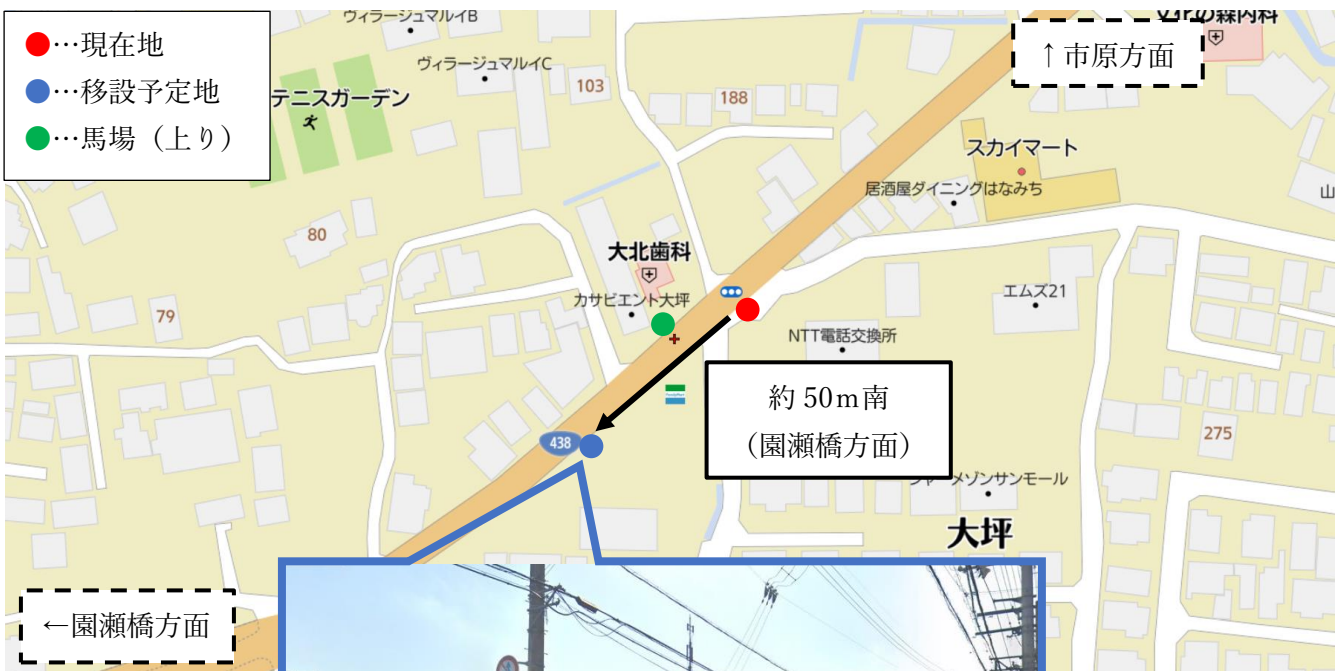 ●…現在地
●…移設予定地
●…馬場（上り）
ヴィラージュマルイB
ヴィラージュマルイC
テニスガーデン
103
188
↑市原方面
スカイマート
居酒屋ダイニングはなみち
山
80
大北歯科
カサビエント大坪
エムズ21
79
NTT電話交換所
約 50m南
（園瀬橋方面）
438
275
シャーメゾンサンモール
大坪
←園瀬橋方面